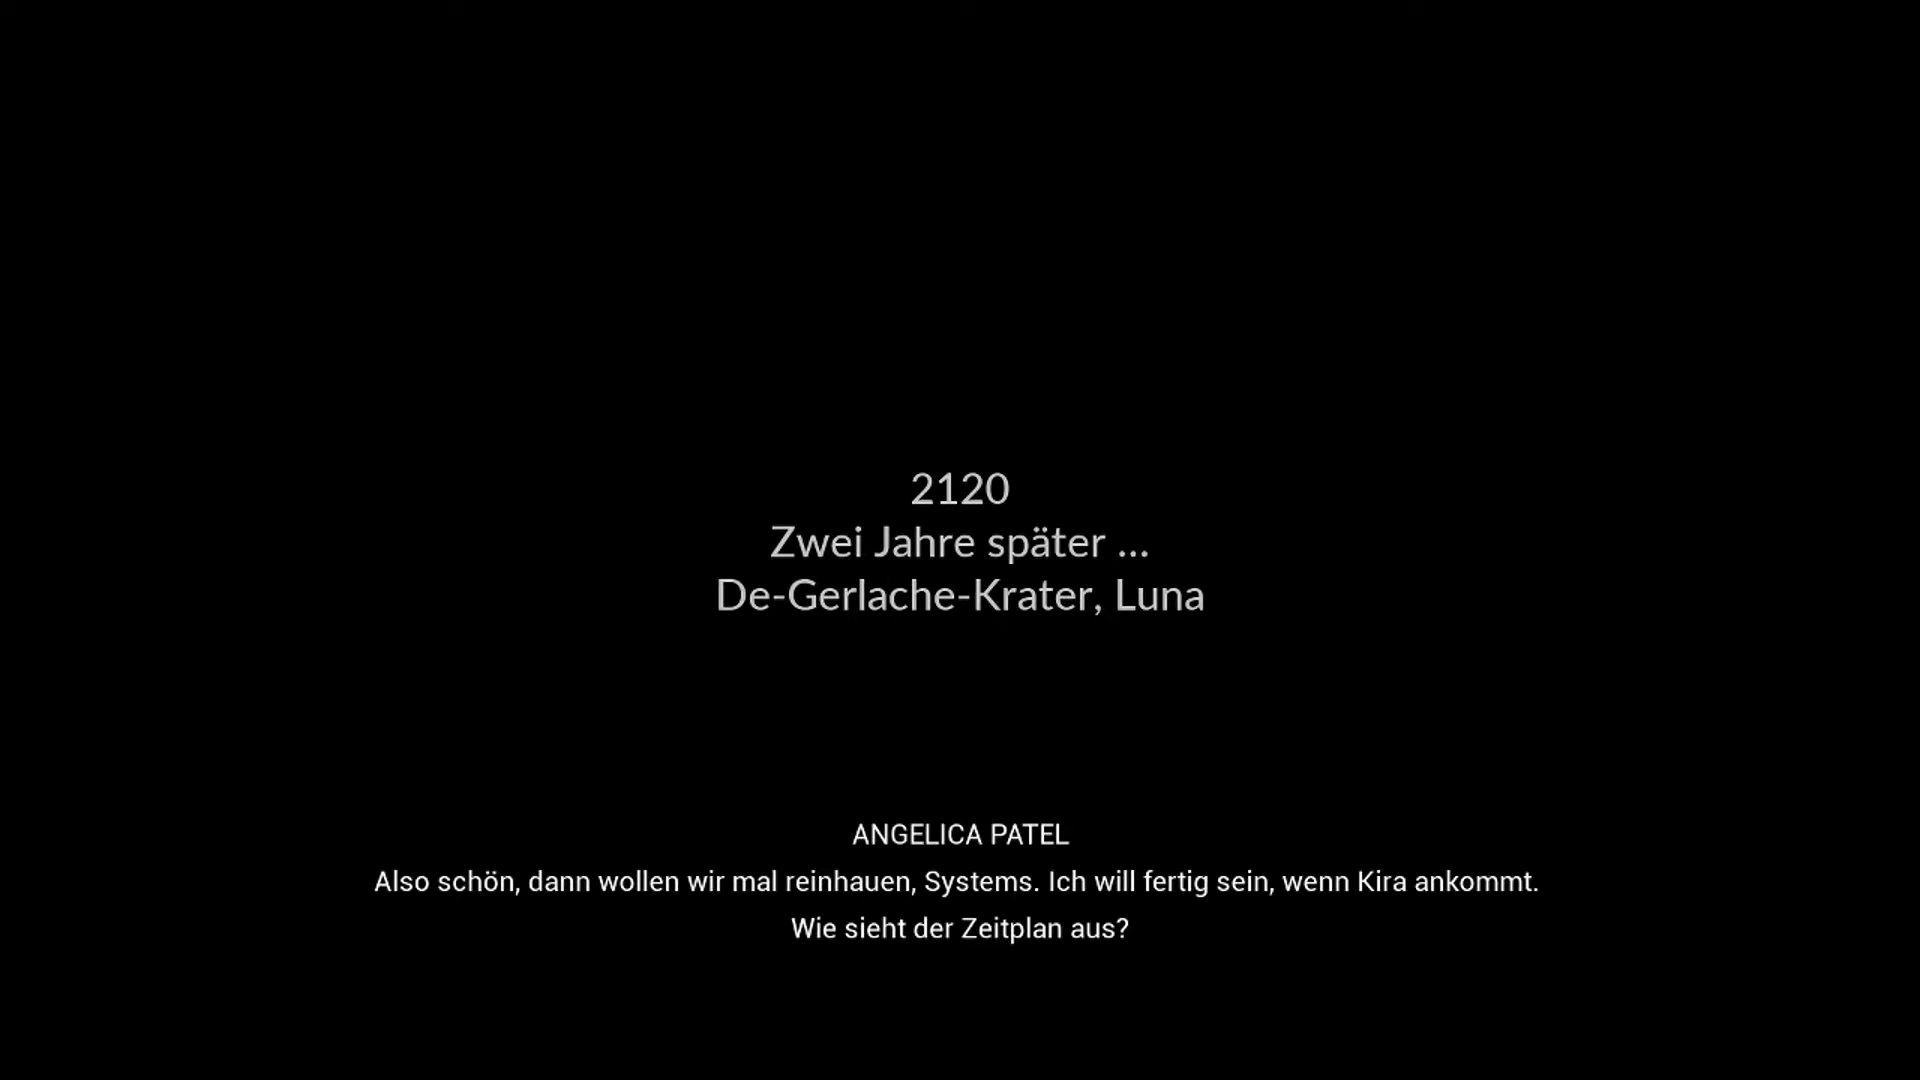 2120
Zwei Jahre später ...
De-Gerlache-Krater, Luna
ANGELICA PATEL
Also schön, dann wollen wir mal reinhauen, Systems. Ich will fertig sein, wenn Kira ankommt.
Wie sieht der Zeitplan aus?